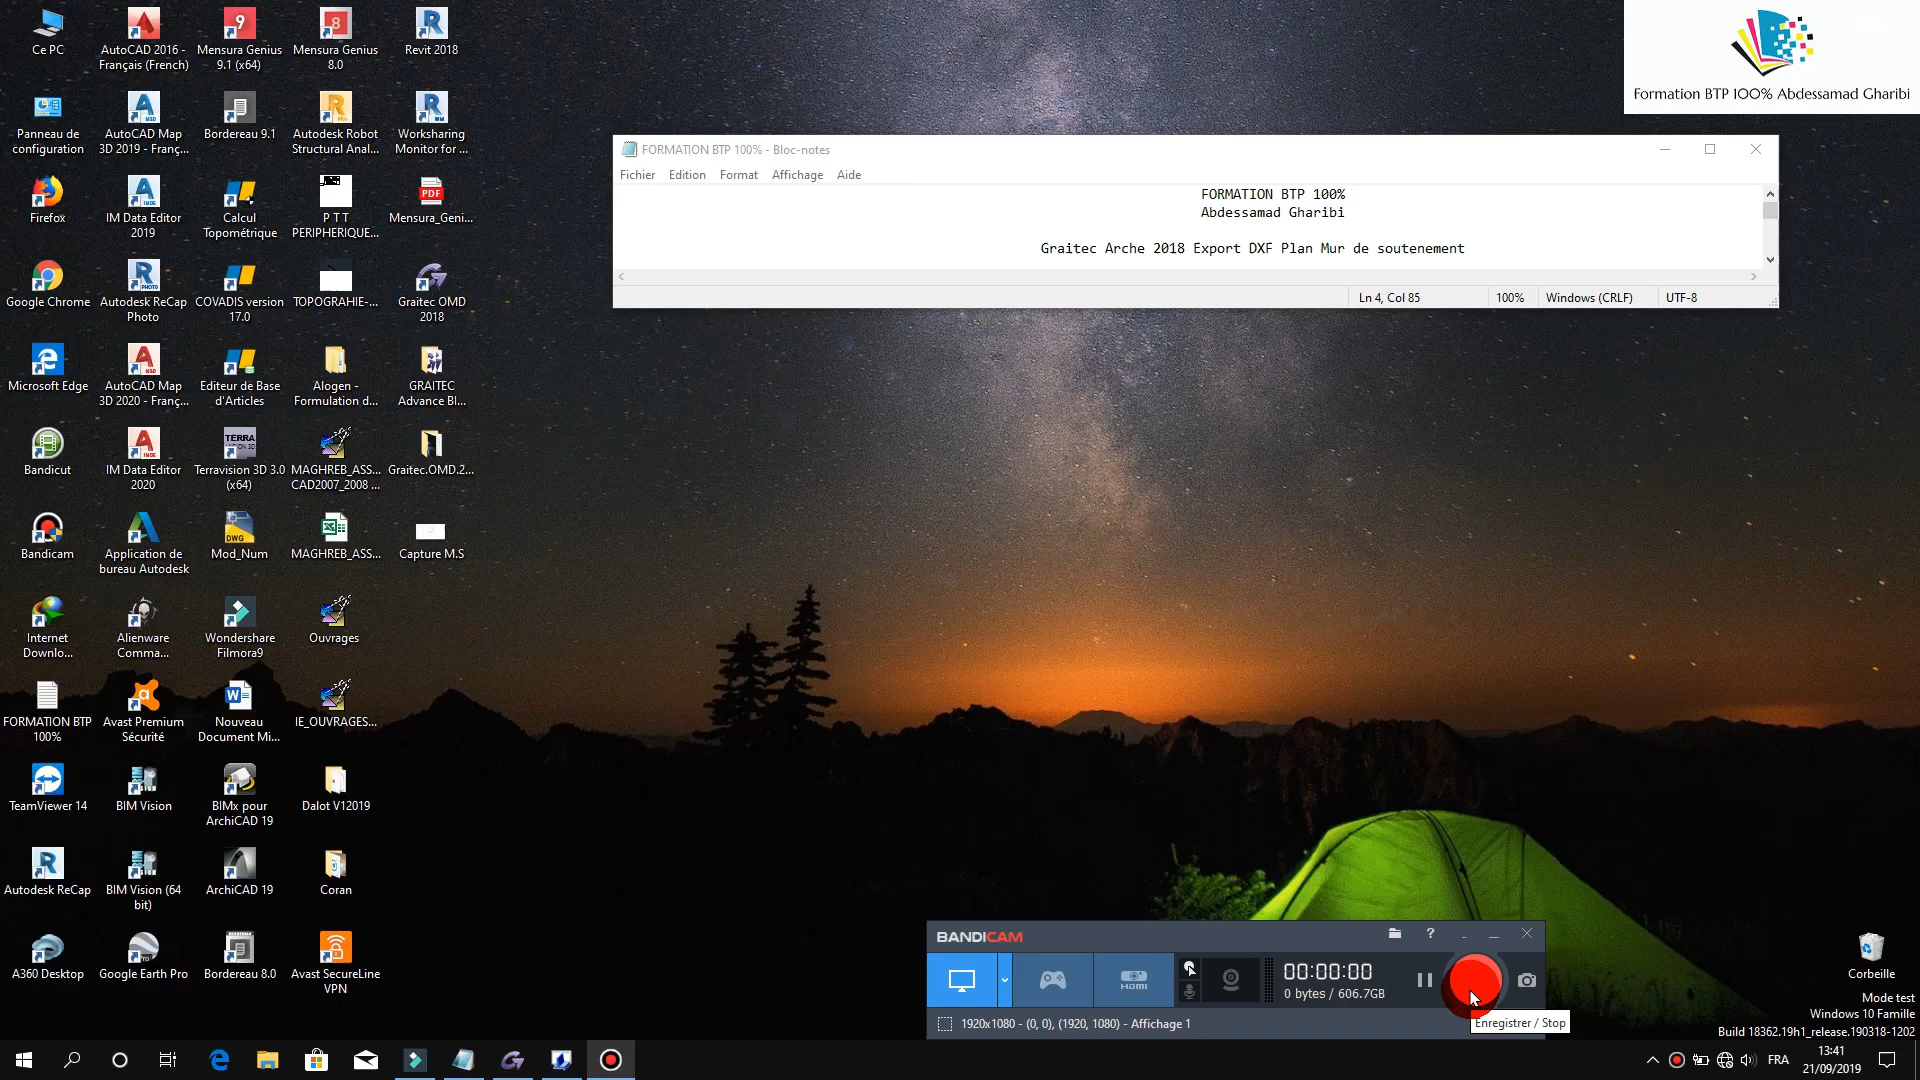 Ce PC
AutoCAD 2016 -
Français (French)
Mensura Genius
9.1 (x64)
Mensura Genius
8.0
Revit 2018
Panneau de
configuration
AutoCAD Map
3D 2019 - Franç...
Bordereau 9.1
Autodesk Robot
Structural Anal...
Worksharing
Monitor for ...
Firefox
IM Data Editor
2019
Calcul
Topométrique
P T T
PERIPHERIQUE...
Mensura_Geni...
Google Chrome
Autodesk ReCap
Photo
COVADIS version
17.0
TOPOGRAHIE-...
Graitec OMD
2018
Microsoft Edge
AutoCAD Map
3D 2020 - Franç...
Editeur de Base
d'Articles
Alogen -
Formulation d...
GRAITEC
Advance BI...
Bandicut
IM Data Editor
2020
Terravision 3D 3.0
(x64)
MAGHREB_ASS...
CAD2007_2008 ...
Graitec.OMD.2...
Bandicam
Application de
bureau Autodesk
Mod_Num
MAGHREB_ASS...
Capture M.S
Internet
Downlo...
Alienware
Comma...
Wondershare
Filmora9
Ouvrages
FORMATION BTP
100%
Avast Premium
Sécurité
Nouveau
Document Mi...
IE_OUVRAGES...
TeamViewer 14
BIM Vision
BIMx pour
ArchiCAD 19
Dalot V12019
Autodesk ReCap
BIM Vision (64
bit)
ArchiCAD 19
Coran
A360 Desktop
Google Earth Pro
Bordereau 8.0
Avast SecureLine
VPN
Formation BTP 100% Abdessamad Gharibi
FORMATION BTP 100% - Bloc-notes
Fichier Edition Format Affichage Aide
FORMATION BTP 100%
Abdessamad Gharibi
Graitec Arche 2018 Export DXF Plan Mur de soutenement
Ln 4, Col 85 100% Windows (CRLF) UTF-8
BANDICAM
HDMI
00:00:00
0 bytes / 606.7GB
1920x1080 - (0, 0), (1920, 1080) - Affichage 1
Enregistrer / Stop
Corbeille
Mode test
Windows 10 Famille
Build 18362.19h1_release.190318-1202
FRA
13:41
21/09/2019